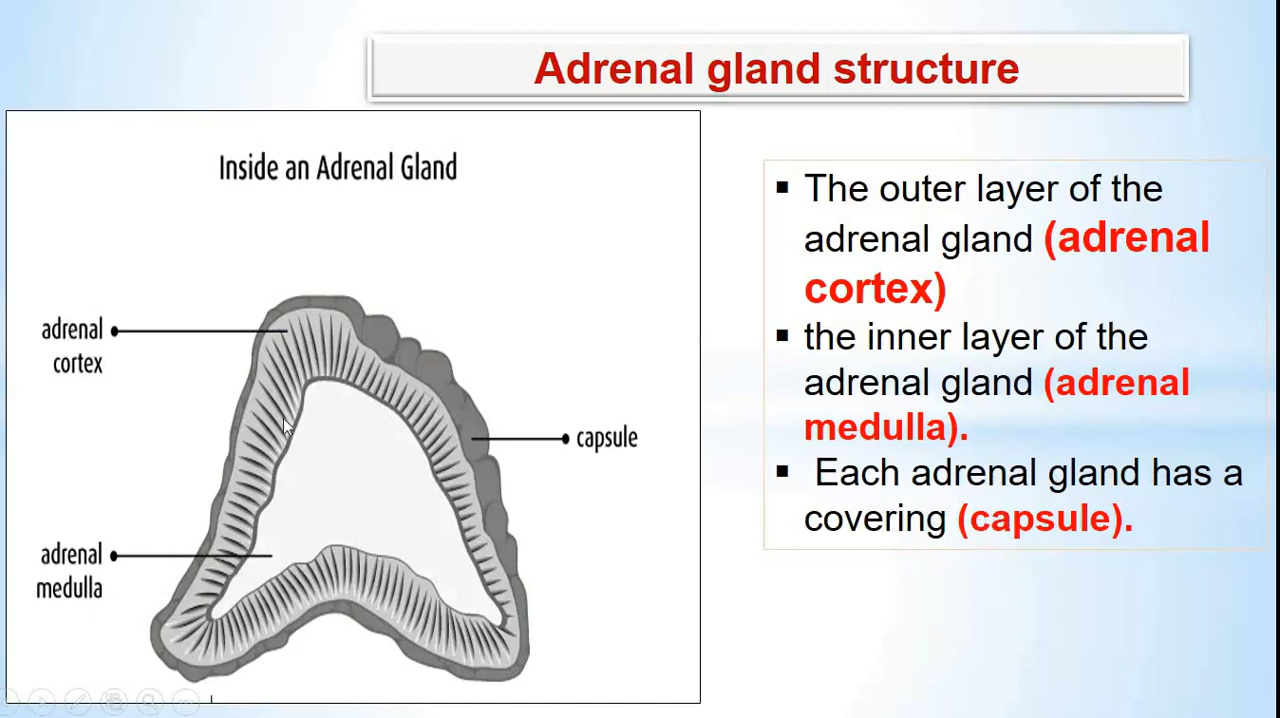 Adrenal gland structure
Inside an Adrenal Gland
adrenal
cortex
capsule
adrenal
medulla
▪ The outer layer of the
adrenal gland (adrenal
cortex)
▪ the inner layer of the
adrenal gland (adrenal
medulla).
▪ Each adrenal gland has a
covering (capsule).